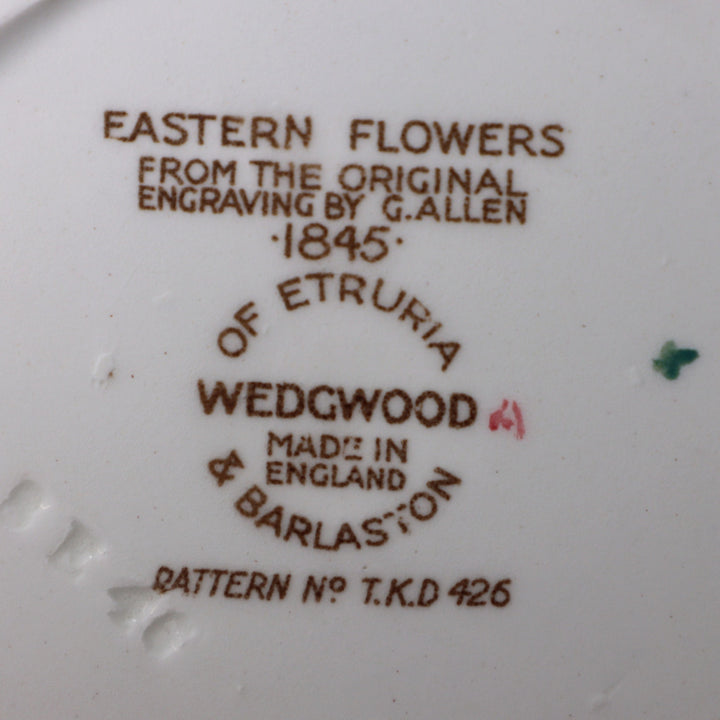 EASTERN FLOWERS
FROM THE ORIGINAL
ENGRAVING BY G.ALLEN
·1845·
OF ETRURIA
WEDGWOOD
MADE IN
ENGLAND
& BARLASTON
PATTERN Nº T.K.D 426